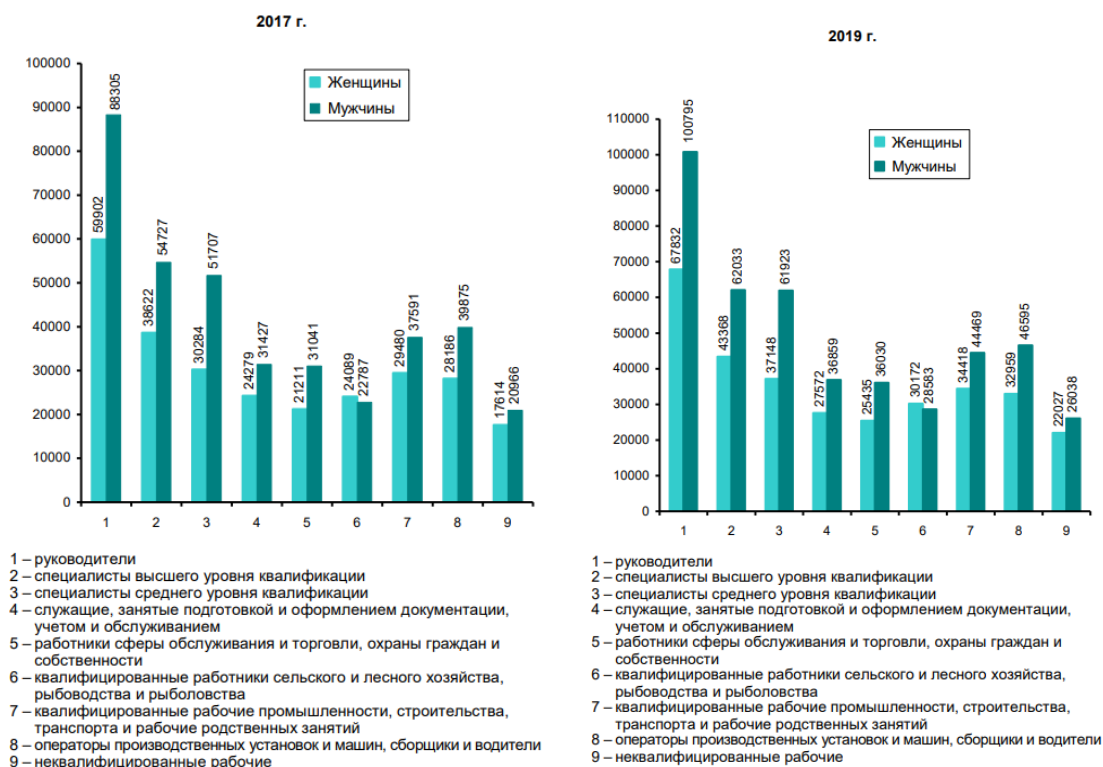 2017 г.
100000
90000
80000
70000
60000
50000
40000
30000
20000
10000
0
Женщины
Мужчины
59902
88305
38622
54727
30284
51707
24279
31427
21211
31041
24089
22787
29480
37591
28186
39875
17614
20966
1 2 3 4 5 6 7 8 9
1 – руководители
2 – специалисты высшего уровня квалификации
3 – специалисты среднего уровня квалификации
4 – служащие, занятые подготовкой и оформлением документации,
учетом и обслуживанием
5 – работники сферы обслуживания и торговли, охраны граждан и
собственности
6 – квалифицированные работники сельского и лесного хозяйства,
рыбоводства и рыболовства
7 – квалифицированные рабочие промышленности, строительства,
транспорта и рабочие родственных занятий
8 – операторы производственных установок и машин, сборщики и водители
9 – неквалифицированные рабочие
2019 г.
110000
100000
90000
80000
70000
60000
50000
40000
30000
20000
10000
0
Женщины
Мужчины
67832
100795
43368
62033
37148
61923
27572
36859
25435
36030
30172
28583
34418
44469
32959
46595
22027
26038
1 2 3 4 5 6 7 8 9
1 – руководители
2 – специалисты высшего уровня квалификации
3 – специалисты среднего уровня квалификации
4 – служащие, занятые подготовкой и оформлением документации,
учетом и обслуживанием
5 – работники сферы обслуживания и торговли, охраны граждан и
собственности
6 – квалифицированные работники сельского и лесного хозяйства,
рыбоводства и рыболовства
7 – квалифицированные рабочие промышленности, строительства,
транспорта и рабочие родственных занятий
8 – операторы производственных установок и машин, сборщики и водители
9 – неквалифицированные рабочие